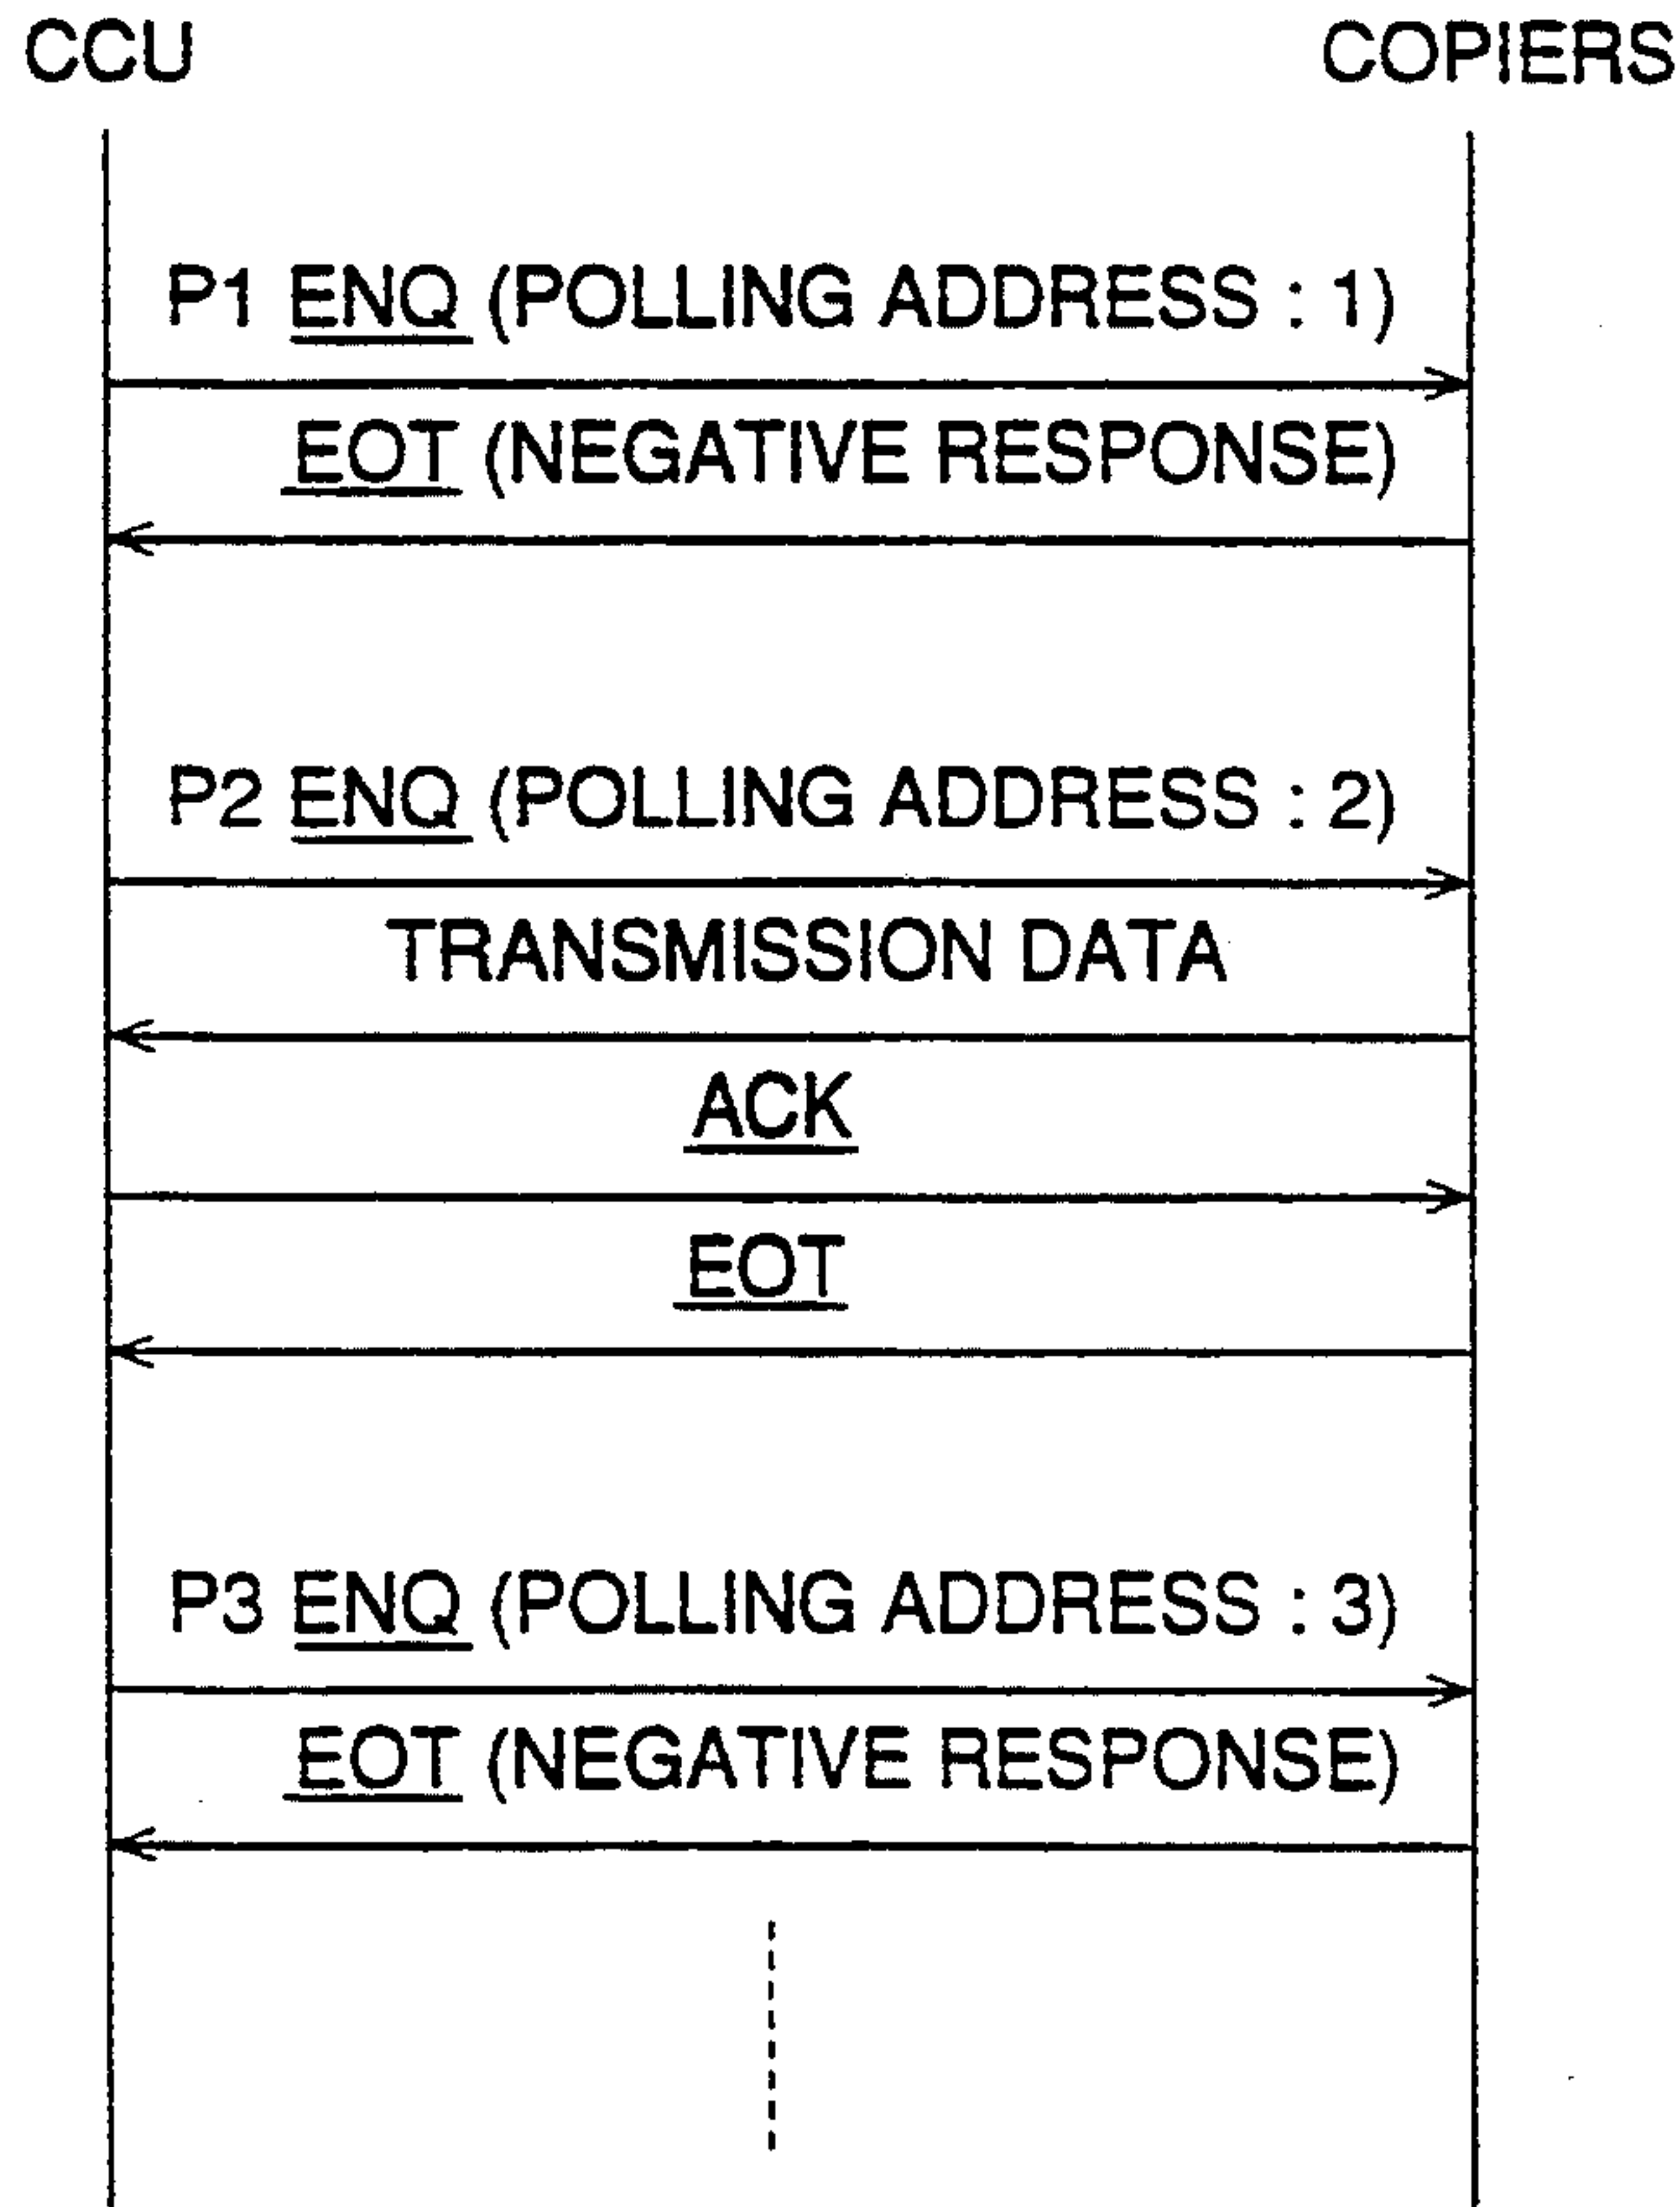 CCU COPIERS
P1 ENQ (POLLING ADDRESS : 1)
EOT (NEGATIVE RESPONSE)
P2 ENQ (POLLING ADDRESS : 2)
TRANSMISSION DATA
ACK
EOT
P3 ENQ (POLLING ADDRESS : 3)
EOT (NEGATIVE RESPONSE)